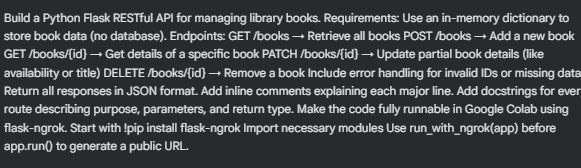 Build a Python Flask RESTful API for managing library books. Requirements: Use an in-memory dictionary to
store book data (no database). Endpoints: GET /books → Retrieve all books POST /books → Add a new book
GET /books/{id} → Get details of a specific book PATCH /books/{id} → Update partial book details (like
availability or title) DELETE /books/{id} → Remove a book Include error handling for invalid IDs or missing data
Return all responses in JSON format. Add inline comments explaining each major line. Add docstrings for ever
route describing purpose, parameters, and return type. Make the code fully runnable in Google Colab using
flask-ngrok. Start with !pip install flask-ngrok Import necessary modules Use run_with_ngrok(app) before
app.run() to generate a public URL.